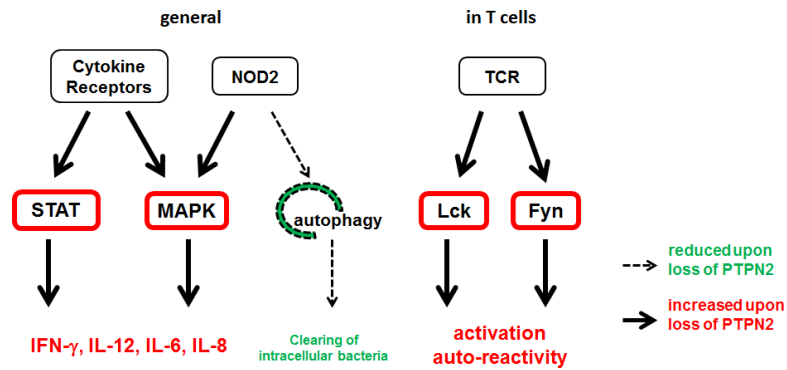 general
in T cells
Cytokine
Receptors
NOD2
TCR
STAT
MAPK
autophagy
Lck
Fyn
reduced upon
loss of PTPN2
increased upon
loss of PTPN2
IFN-γ, IL-12, IL-6, IL-8
Clearing of
intracellular bacteria
activation
auto-reactivity